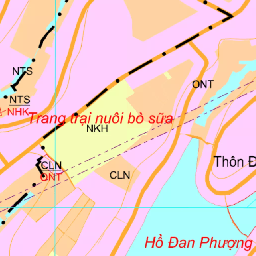 NTS
ONT
NTS
NHK
Trang trại nuôi bò sữa
NKH
Thôn Đ
CLN
ONT
CLN
Hồ Đan Phượng